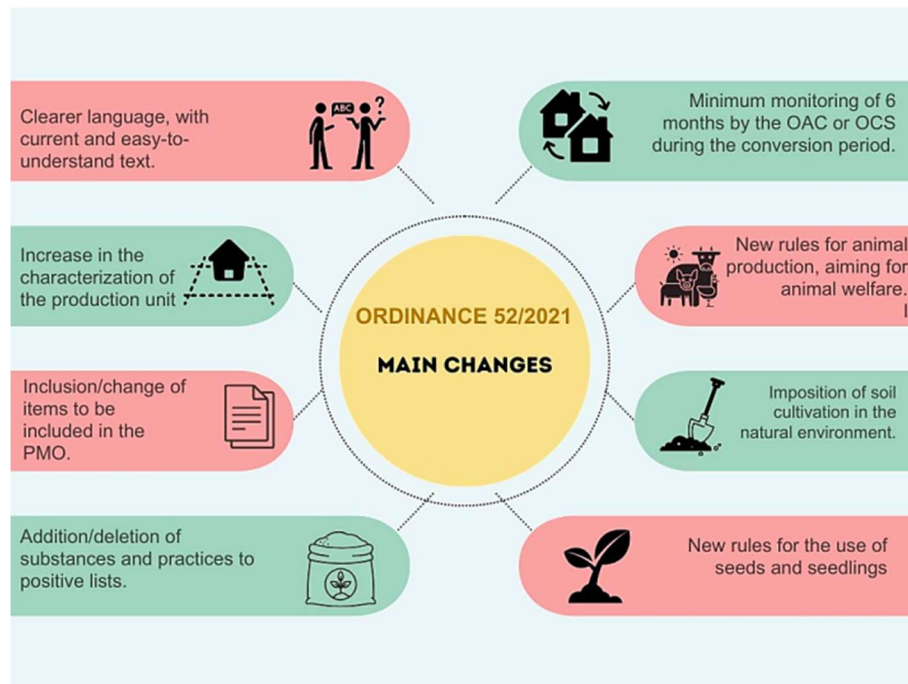 Clearer language, with
current and easy-to-
understand text.
ABC
?
Minimum monitoring of 6
months by the OAC or OCS
during the conversion period.
Increase in the
characterization of
the production unit
New rules for animal
production, aiming for
animal welfare.
I
ORDINANCE 52/2021
MAIN CHANGES
Inclusion/change of
items to be
included in the
PMO.
Imposition of soil
cultivation in the
natural environment.
Addition/deletion of
substances and practices to
positive lists.
New rules for the use of
seeds and seedlings